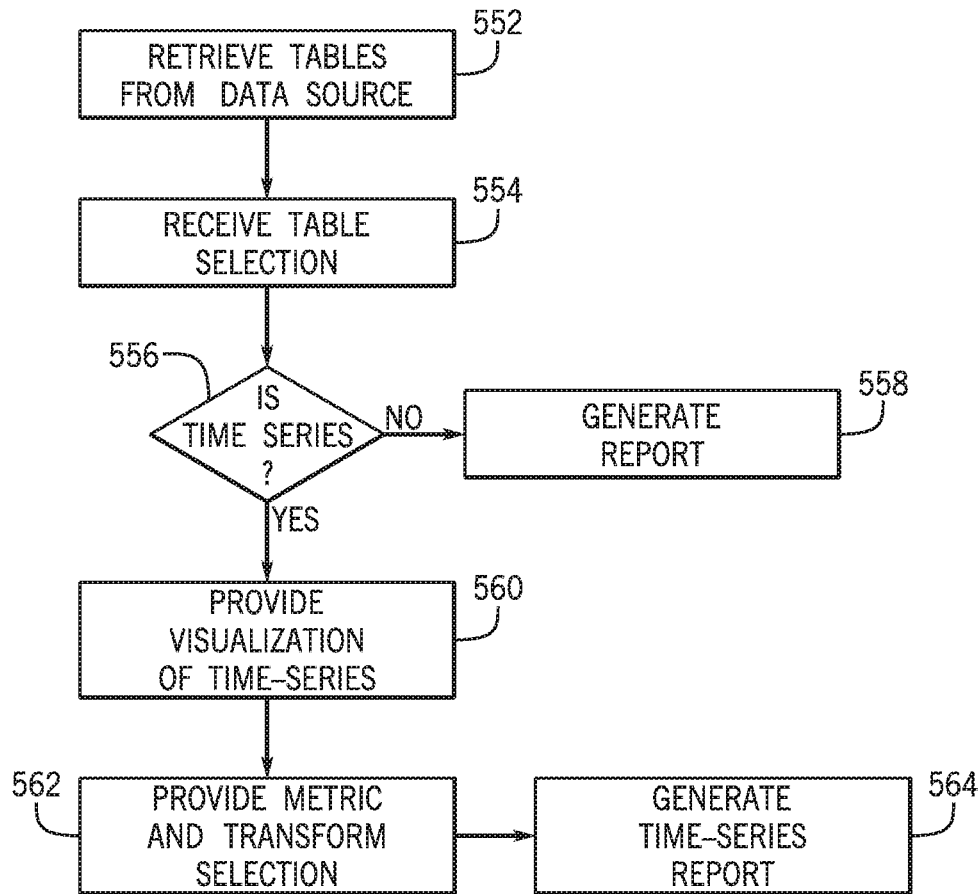 552
RETRIEVE TABLES
FROM DATA SOURCE
554
RECEIVE TABLE
SELECTION
556
IS
TIME SERIES
?
NO
YES
558
GENERATE
REPORT
560
PROVIDE
VISUALIZATION
OF TIME-SERIES
562
PROVIDE METRIC
AND TRANSFORM
SELECTION
564
GENERATE
TIME-SERIES
REPORT